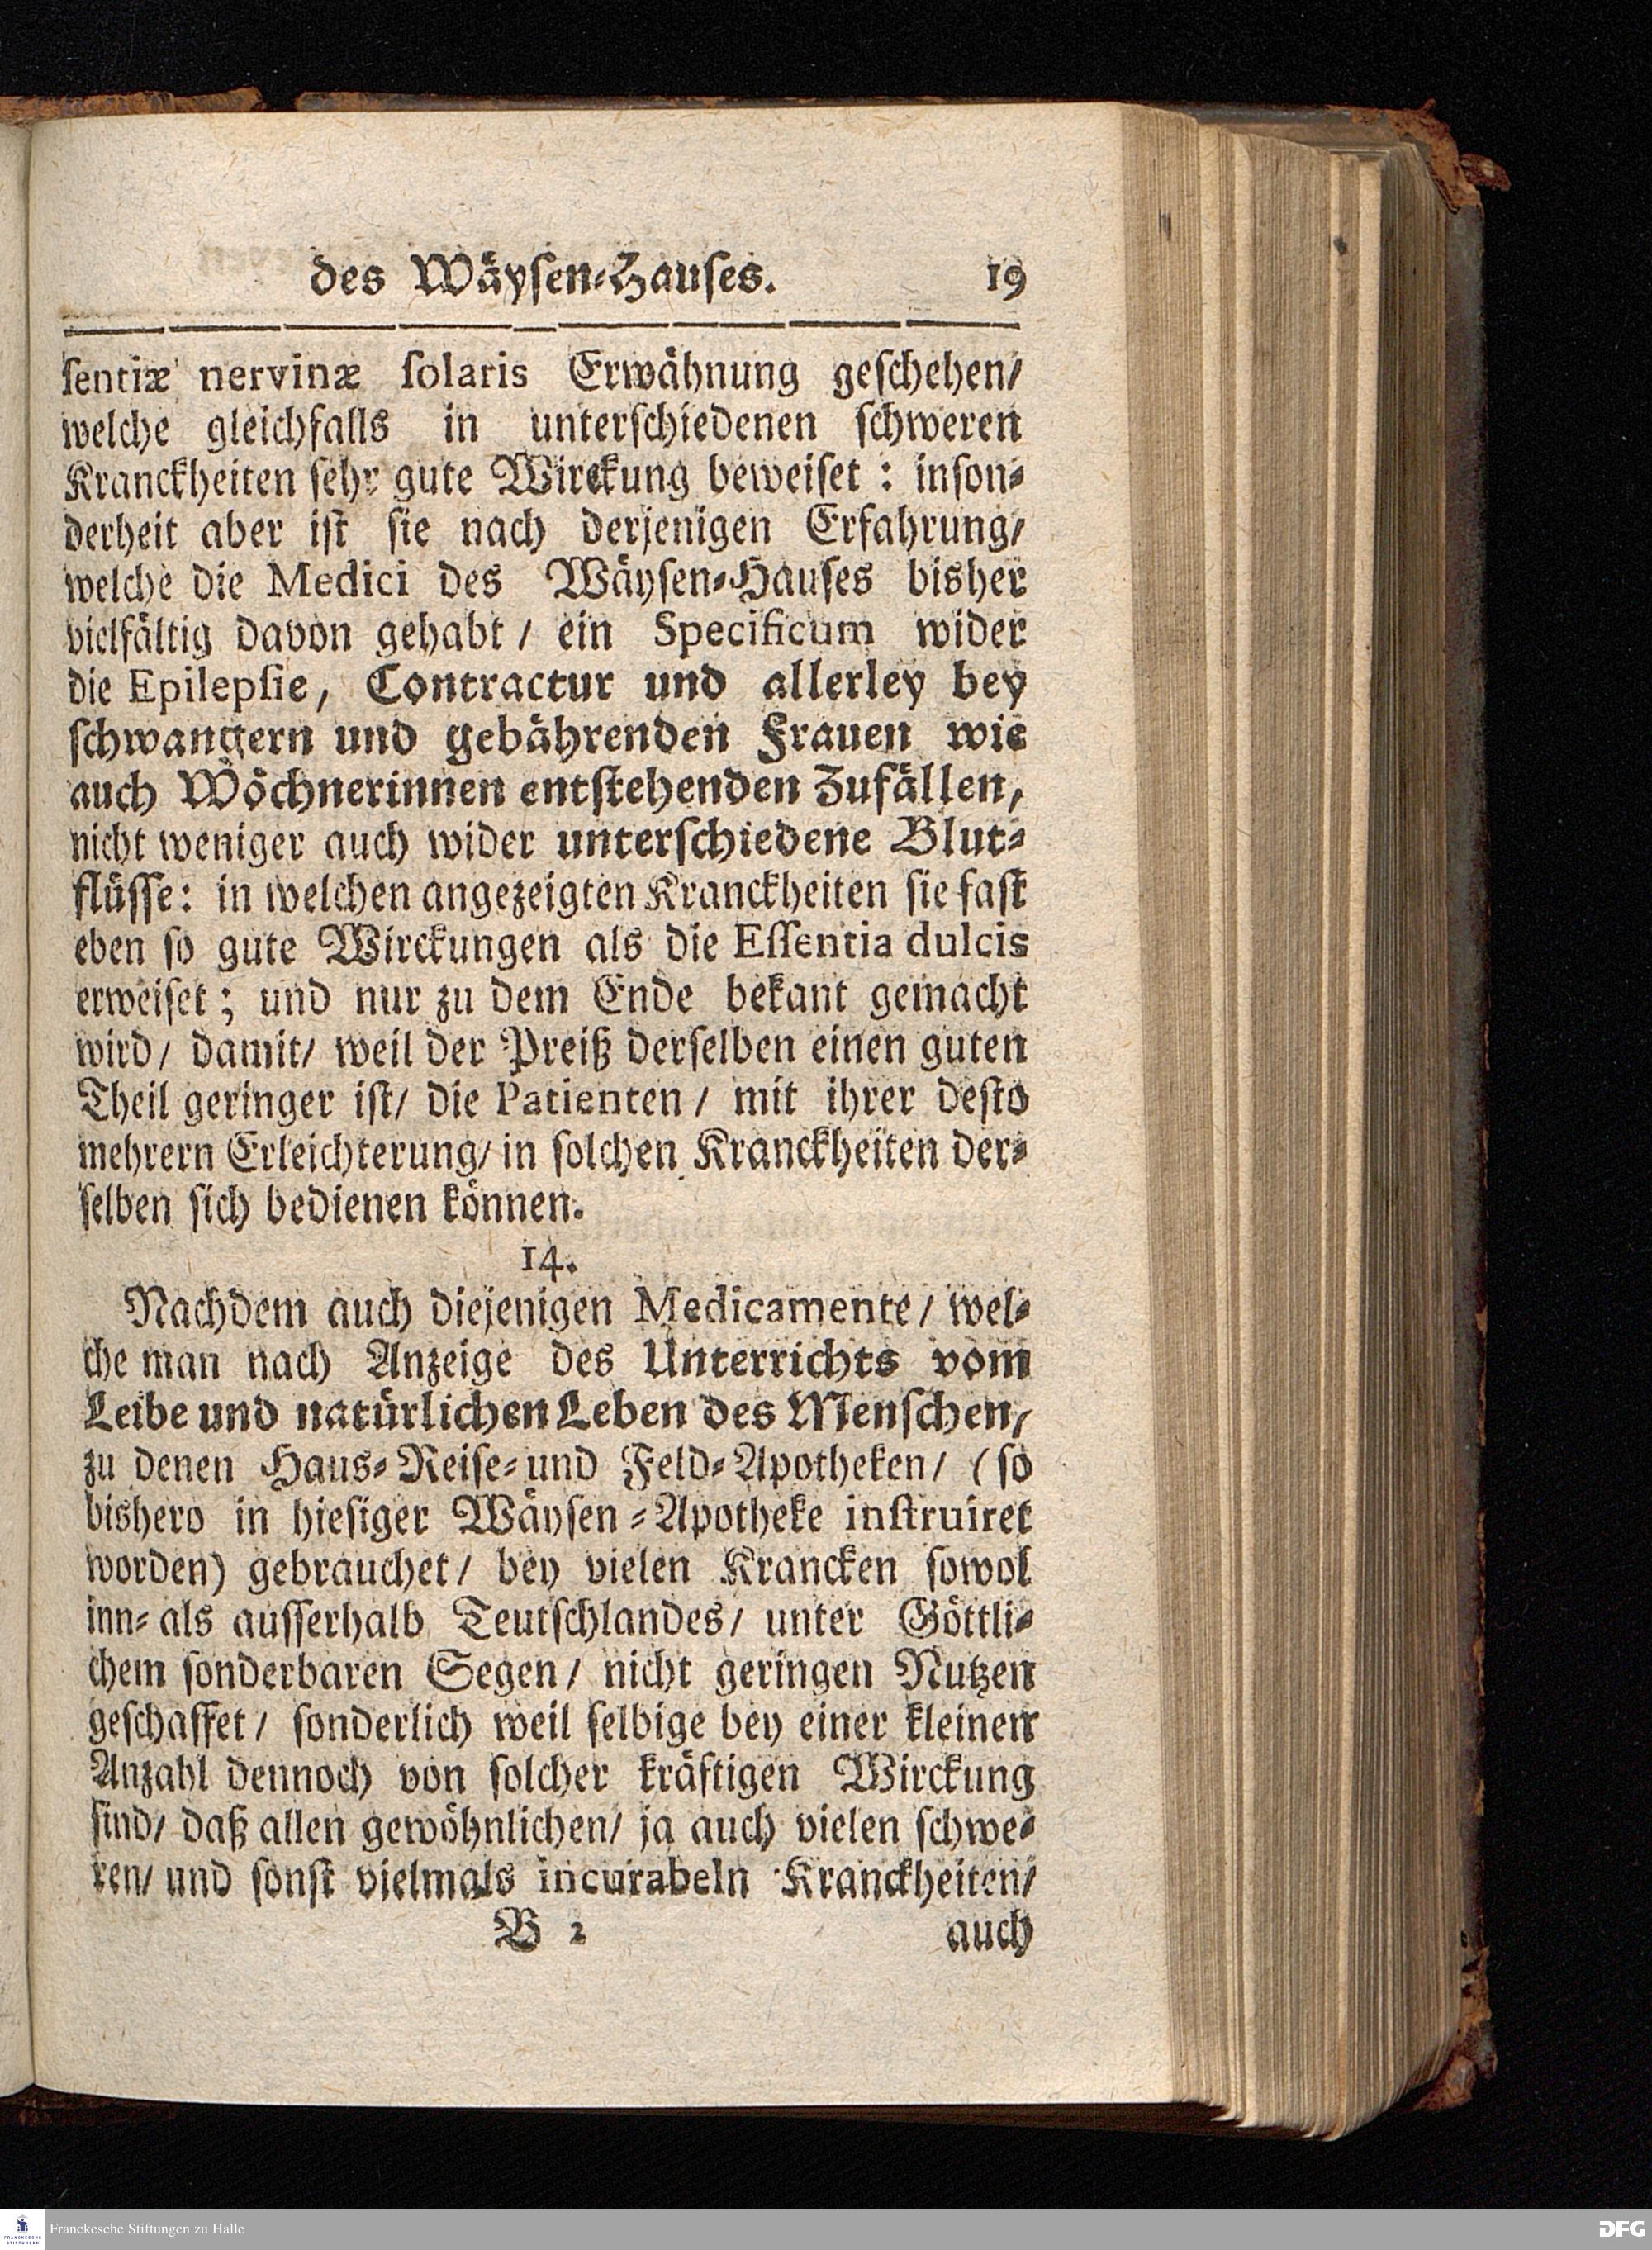 des Wäysen-Hauses. 19
sentiæ nervinæ solaris Erwähnung geschehen/
welche gleichfalls in unterschiedenen schweren
Kranckheiten sehr gute Wirckung beweiset : inson-
derheit aber ist sie nach derjenigen Erfahrung/
welche die Medici des Wäysen-Hauses bisher
vielfältig davon gehabt / ein Specificum wider
die Epilepsie, Contractur und allerley bey
schwangern und gebährenden Frauen wie
auch Wöchnerinnen entstehenden Zufällen,
nicht weniger auch wider unterschiedene Blut-
flüsse: in welchen angezeigten Kranckheiten sie fast
eben so gute Wirckungen als die Essentia dulcis
erweiset ; und nur zu dem Ende bekant gemacht
wird/ damit/ weil der Preiß derselben einen guten
Theil geringer ist/ die Patienten / mit ihrer desto
mehrern Erleichterung/ in solchen Kranckheiten der-
selben sich bedienen können.
14.
Nachdem auch diejenigen Medicamente / wel-
che man nach Anzeige des Unterrichts vom
Leibe und natürlichen Leben des Menschen,
zu denen Haus-Reise-und Feld-Apotheken/ (so
bishero in hiesiger Wäysen-Apotheke instruiret
worden) gebrauchet / bey vielen Krancken sowol
inn-als ausserhalb Teutschlandes / unter Göttli-
chem sonderbaren Segen / nicht geringen Nutzen
geschaffet / sonderlich weil selbige bey einer kleinen
Anzahl dennoch von solcher kräftigen Wirckung
sind/ daß allen gewöhnlichen/ ja auch vielen schwe-
ren/ und sonst vielmals incurabeln Kranckheiten/
B 2 auch
Franckesche Stiftungen zu Halle
FRANCKESCHE STIFTUNGEN
DFG